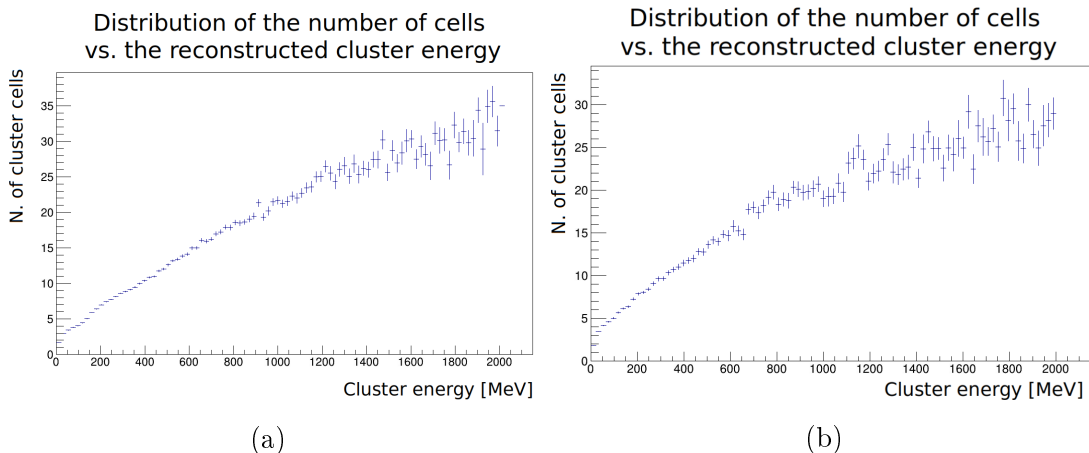 Distribution of the number of cells
vs. the reconstructed cluster energy
N. of cluster cells
35
30
25
20
15
10
5
0
0 200 400 600 800 1000 1200 1400 1600 1800 2000
Cluster energy [MeV]
(a)
Distribution of the number of cells
vs. the reconstructed cluster energy
N. of cluster cells
30
25
20
15
10
5
0
0 200 400 600 800 1000 1200 1400 1600 1800 2000
Cluster energy [MeV]
(b)